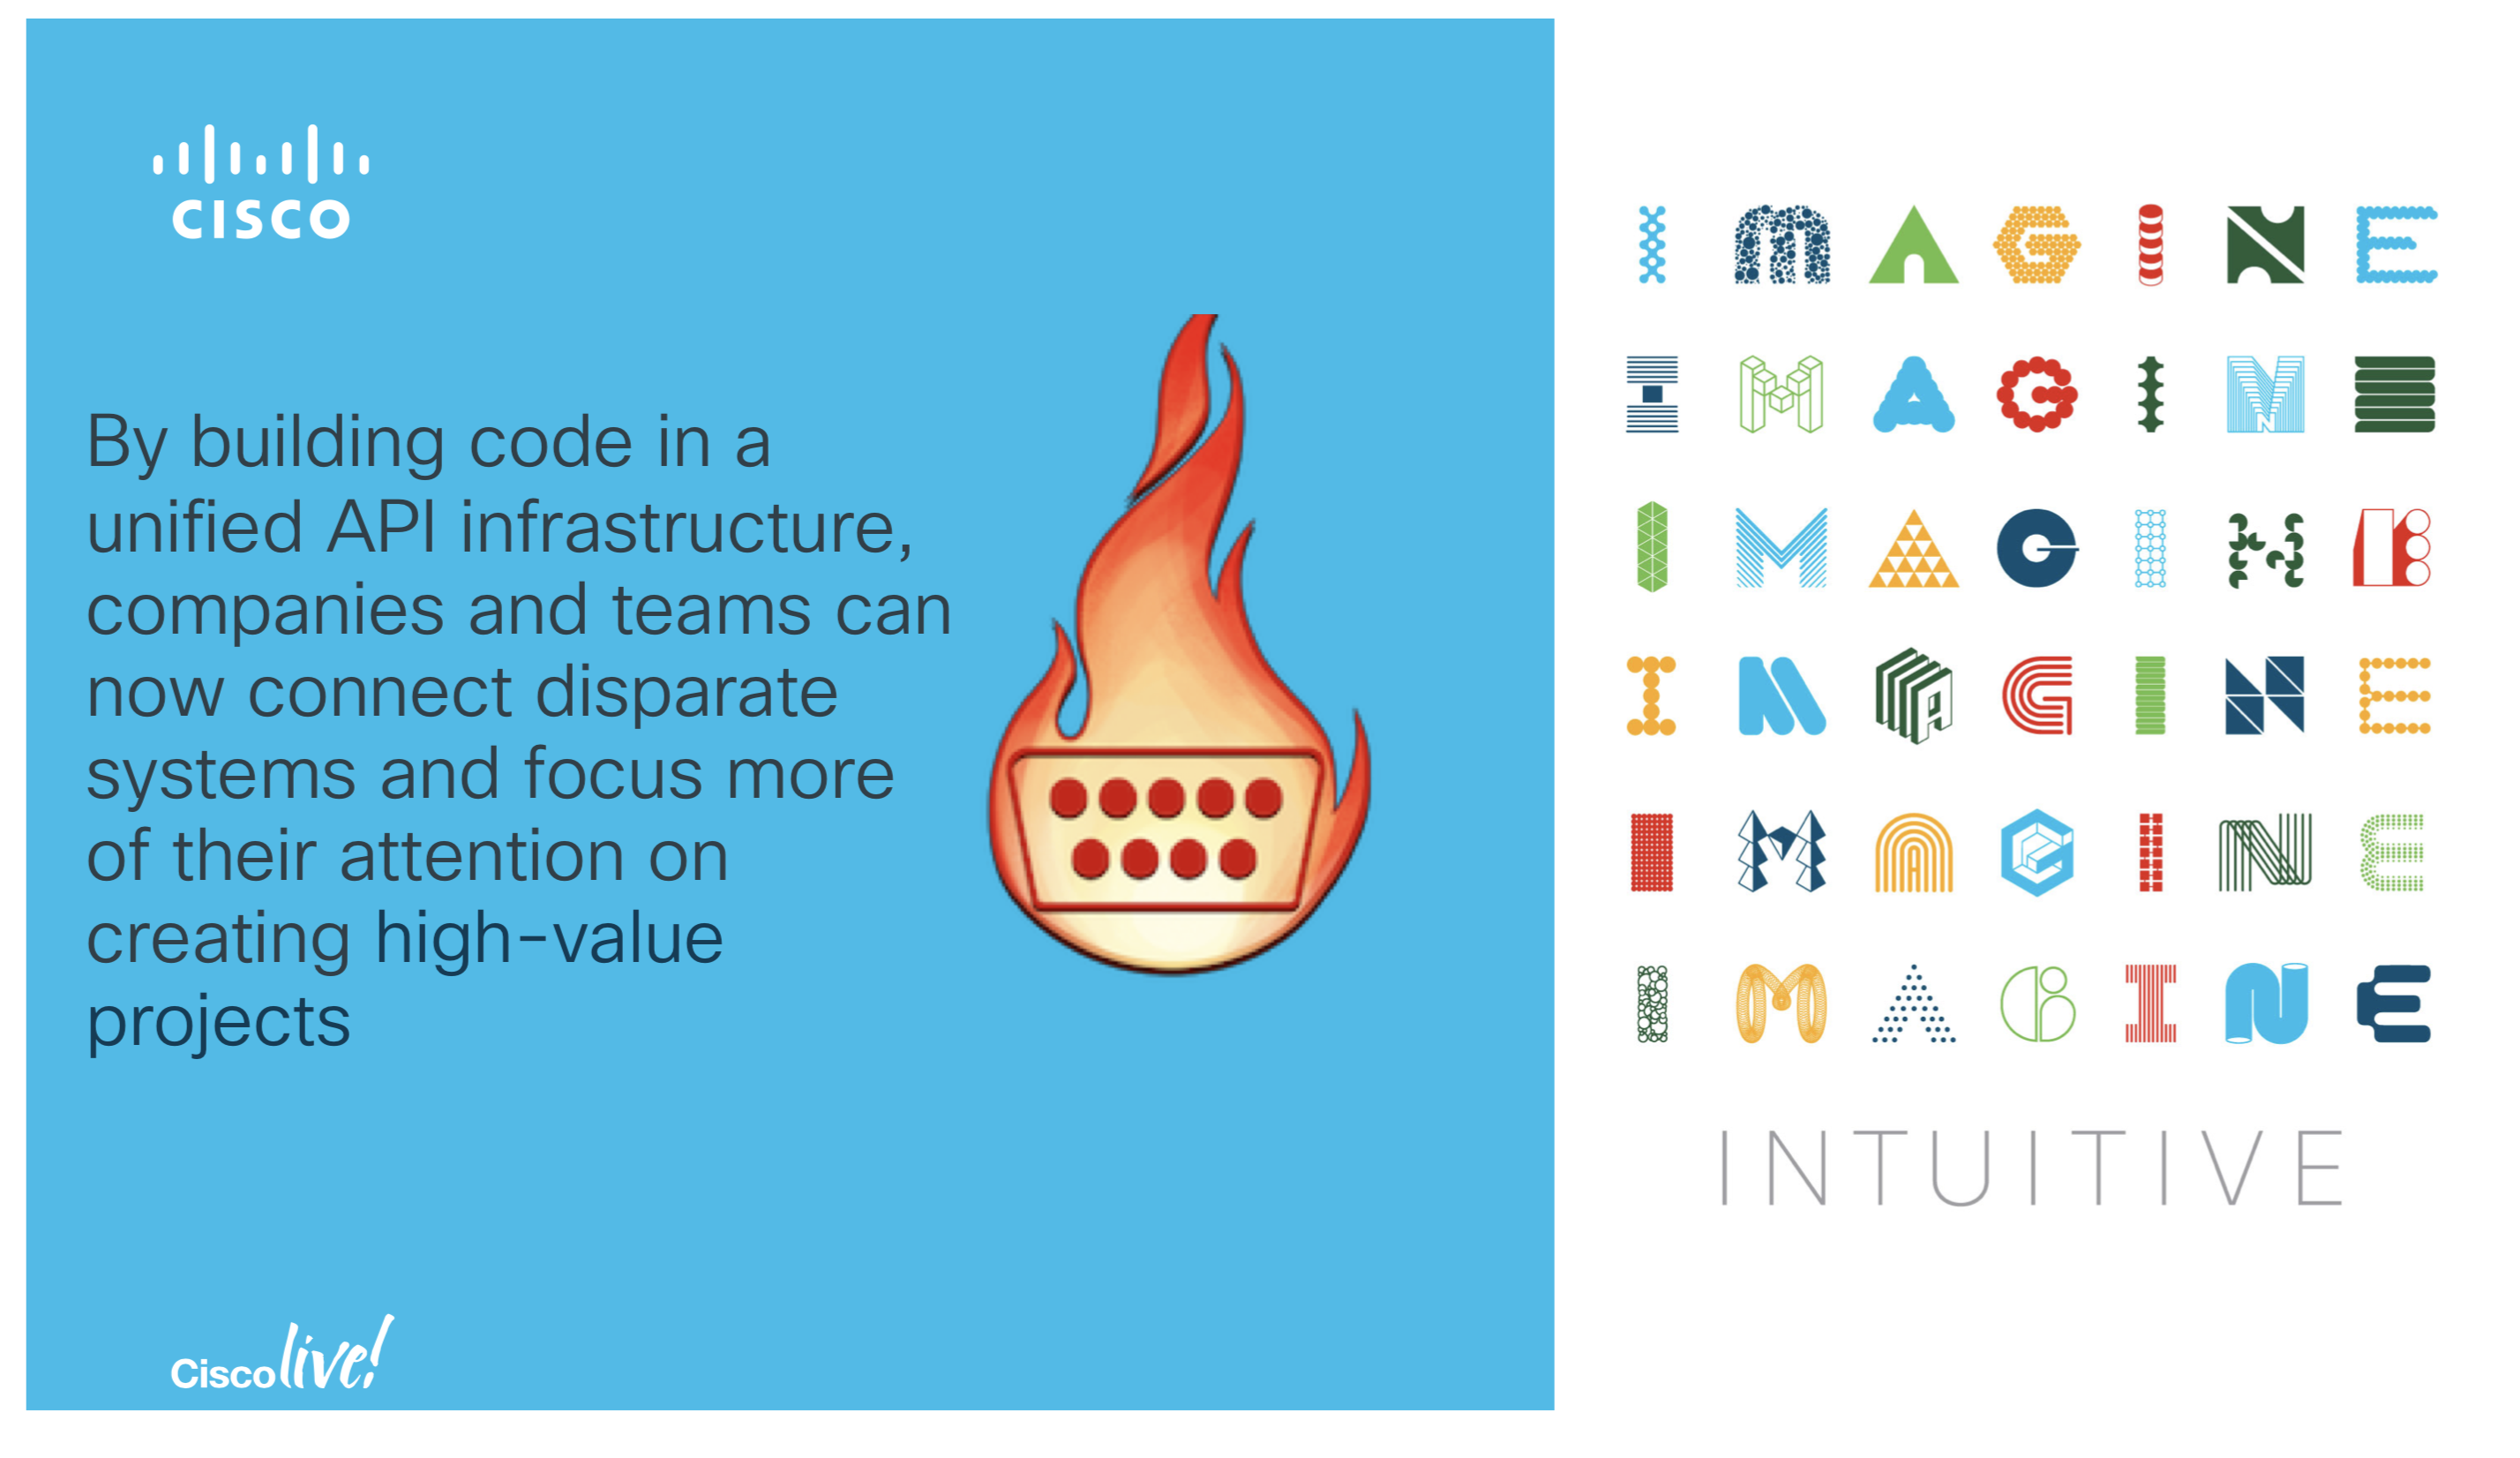 CISCO
By building code in a
unified API infrastructure,
companies and teams can
now connect disparate
systems and focus more
of their attention on
creating high-value
projects
Cisco live!
IMAGINE
IMAGINE
IMAGINE
IMAGINE
IMAGINE
IMAGINE
INTUITIVE